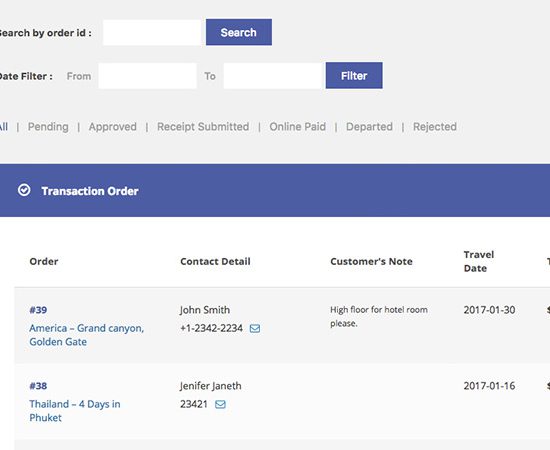 Search by order id : Search
Date Filter : From To Filter
All | Pending | Approved | Receipt Submitted | Online Paid | Departed | Rejected
Transaction Order
Order Contact Detail Customer's Note Travel Date
#39 John Smith High floor for hotel room 2017-01-30
America – Grand canyon, +1-2342-2234 please.
Golden Gate
#38 Jenifer Janeth 2017-01-16
Thailand – 4 Days in 23421
Phuket